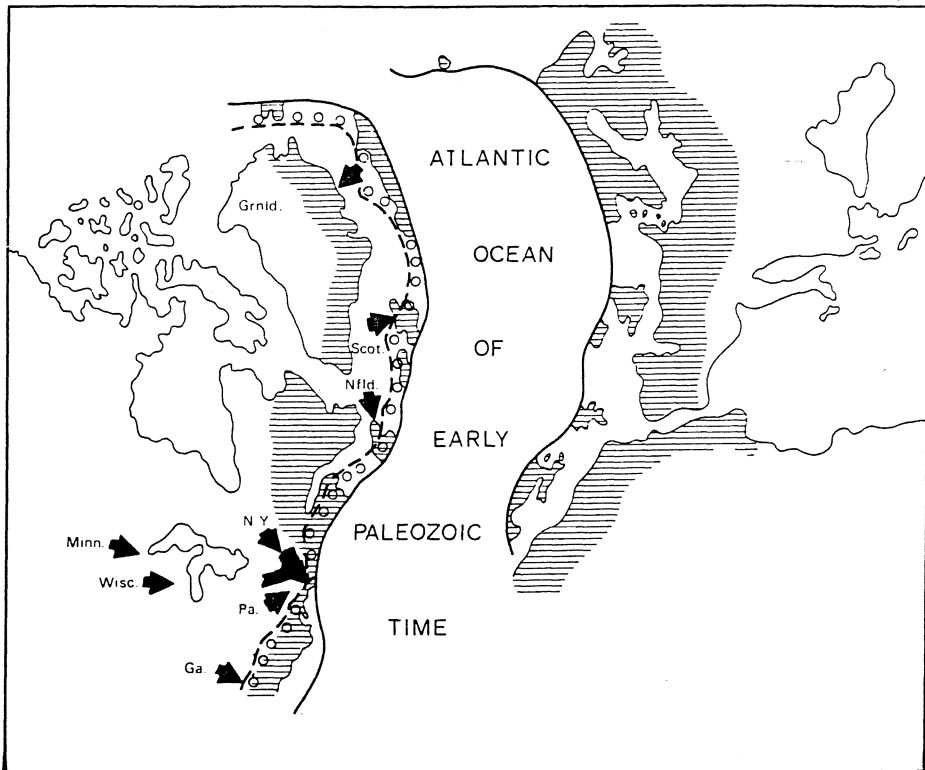 ATLANTIC
Grnld.
OCEAN
Scot.
OF
Nfld.
EARLY
N Y
PALEOZOIC
Minn.
Wisc.
Pa.
TIME
Ga.